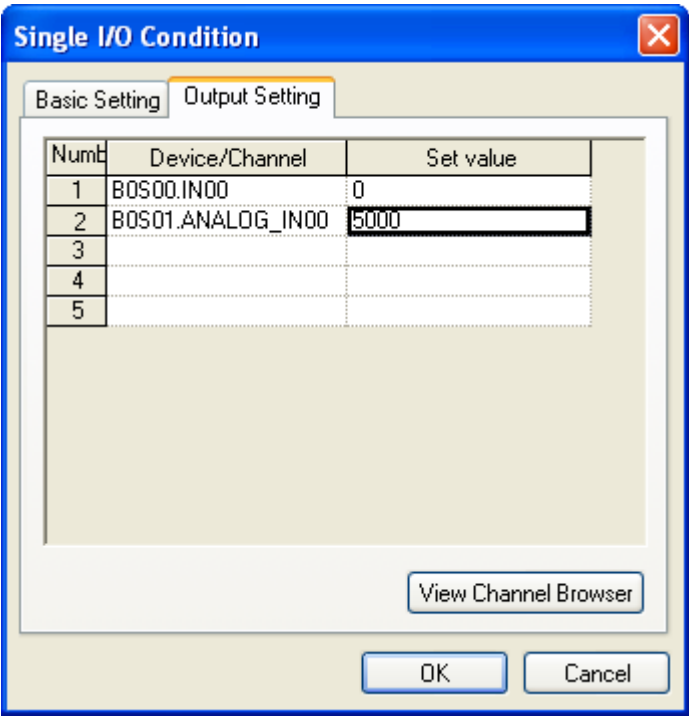 Single I/O Condition
Basic Setting Output Setting
Numb Device/Channel Set value
1 B0S00.IN00 0
2 B0S01.ANALOG_IN00 5000
3
4
5
View Channel Browser
OK Cancel